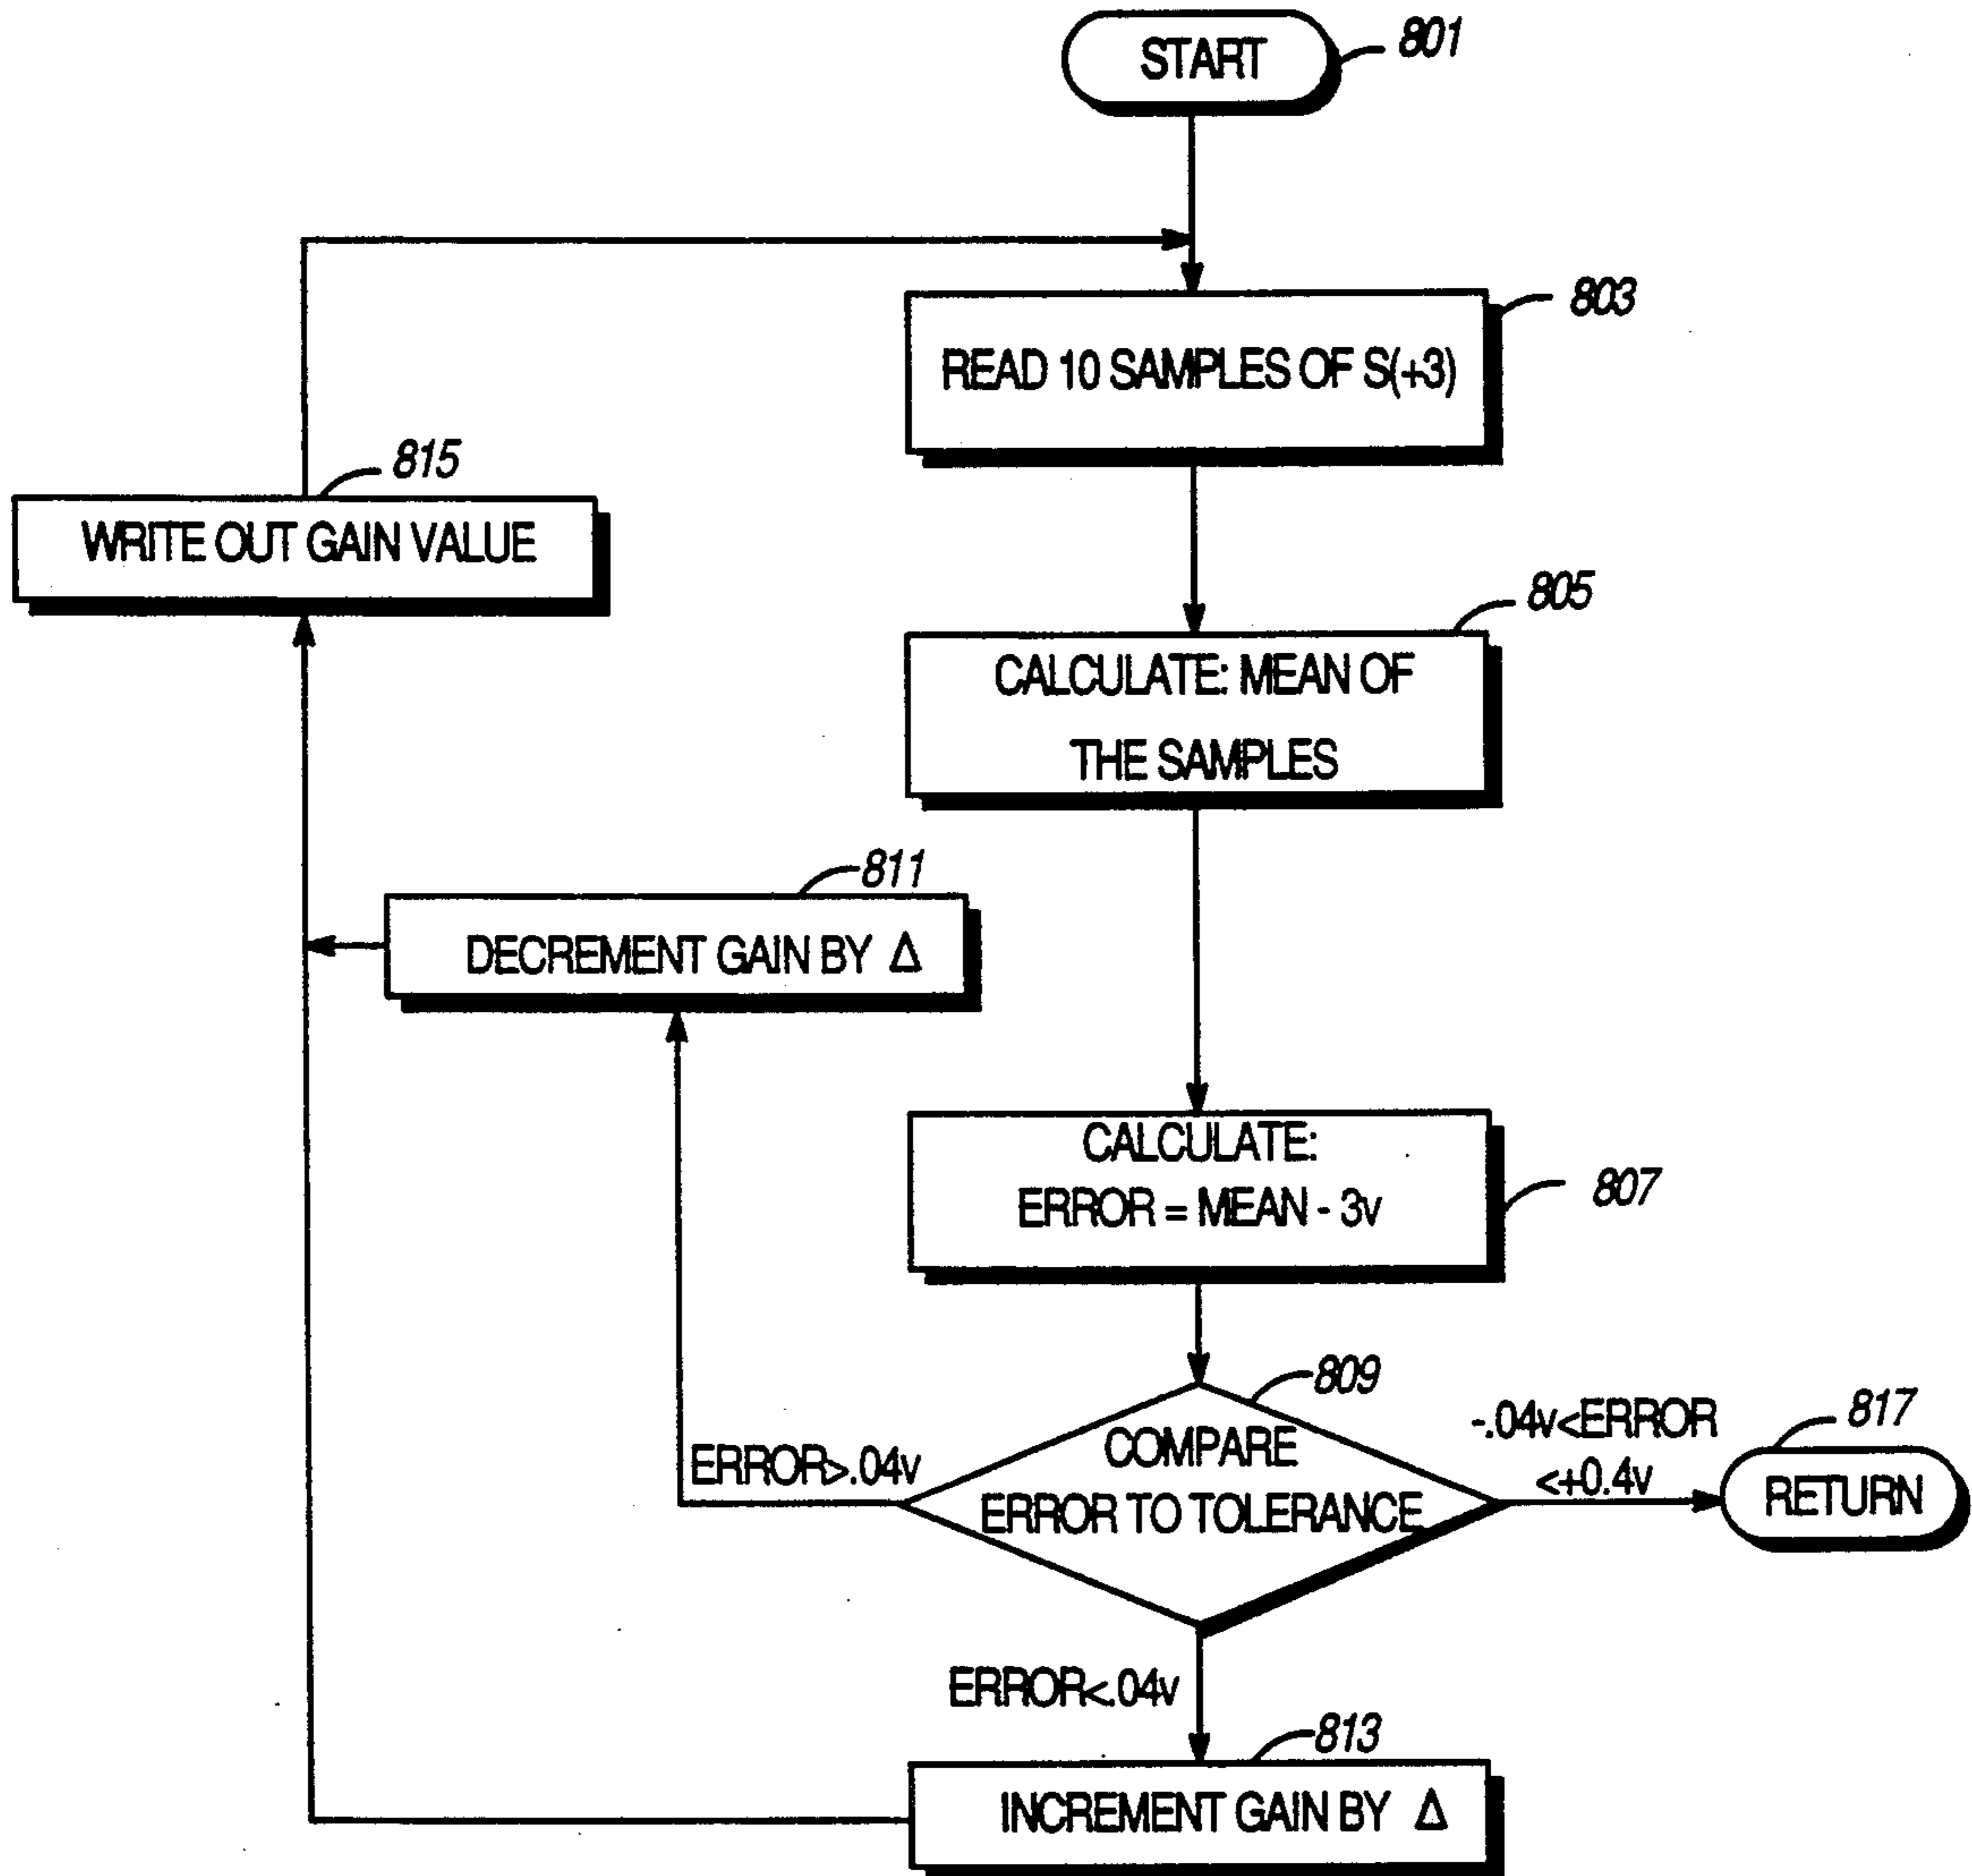 START
801
READ 10 SAMPLES OF S(+3)
803
WRITE OUT GAIN VALUE
815
CALCULATE: MEAN OF
THE SAMPLES
805
DECREMENT GAIN BY Δ
811
CALCULATE:
ERROR = MEAN - 3v
807
COMPARE
ERROR TO TOLERANCE
809
ERROR>.04v
-.04v<ERROR
<+0.4v
RETURN
817
ERROR<.04v
INCREMENT GAIN BY Δ
813